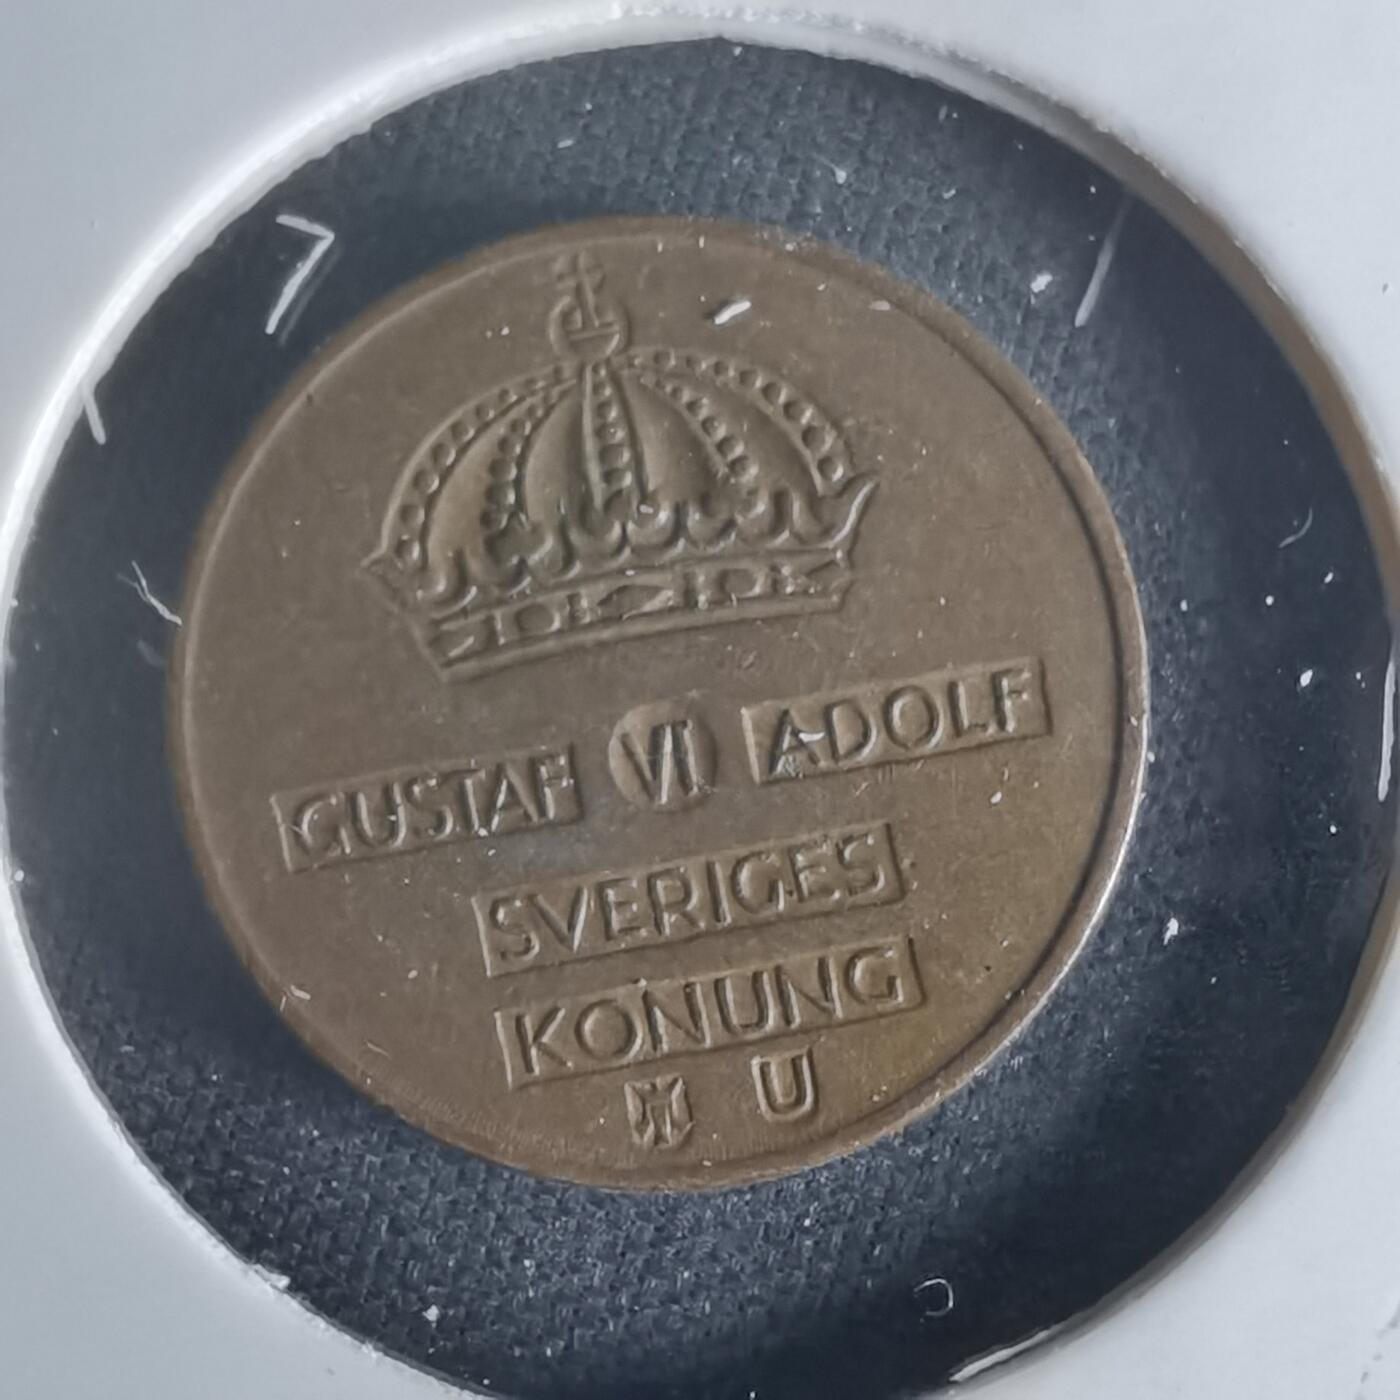 GUSTAF VI ADOLF
SVERIGES
KONUNG
U